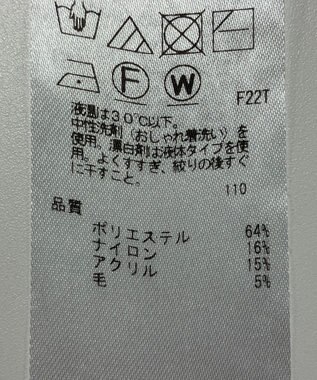 F W
F22T
液温は30℃以下。
中性洗剤(おしゃれ着洗い)を
使用。漂白剤は液体タイプを使
用。よくすすぎ、絞りの後すぐ
に干すこと。
110
品質
ポリエステル 64%
ナイロン 16%
アクリル 15%
毛 5%